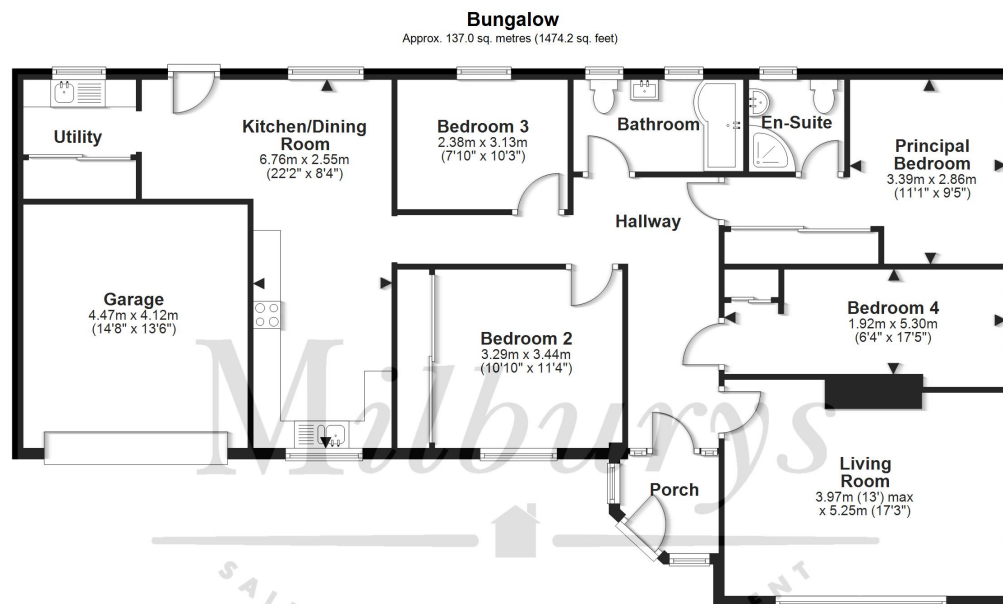 Bungalow
Approx. 137.0 sq. metres (1474.2 sq. feet)
Utility
Kitchen/Dining
Room
6.76m x 2.55m
(22'2" x 8'4")
Bedroom 3
2.38m x 3.13m
(7'10" x 10'3")
Bathroom
En-Suite
Principal
Bedroom
3.39m x 2.86m
(11'1" x 9'5")
Hallway
Garage
4.47m x 4.12m
(14'8" x 13'6")
Bedroom 2
3.29m x 3.44m
(10'10" x 11'4")
Bedroom 4
1.92m x 5.30m
(6'4" x 17'5")
Milburys
Porch
Living
Room
3.97m (13') max
x 5.25m (17'3")